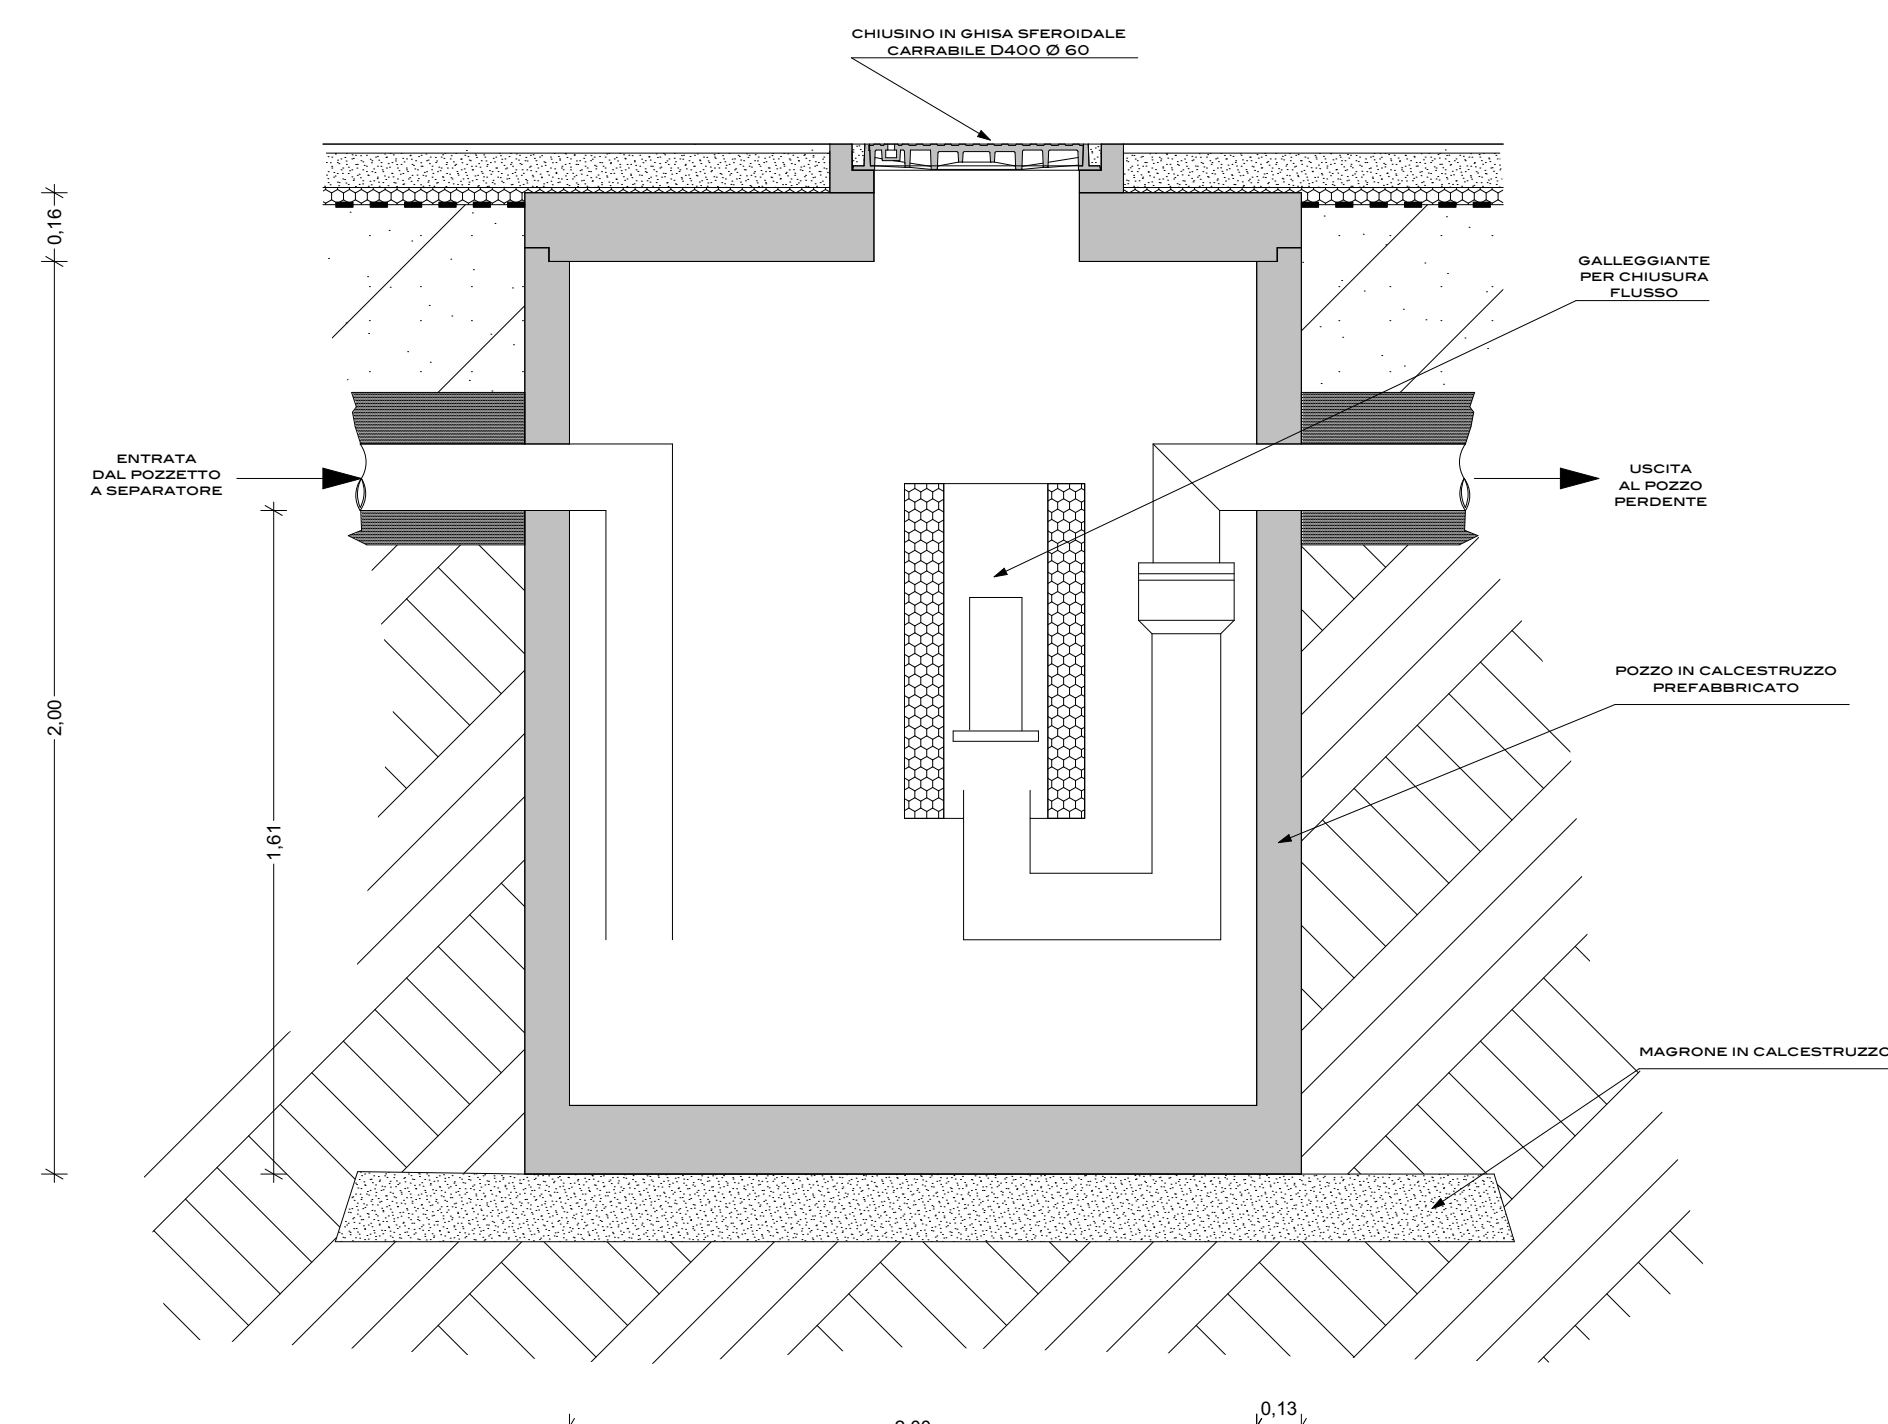 CHIUSINO IN GHISA SFEROIDALE
CARRABILE D400 Ø 60
0,16
GALLEGGIANTE
PER CHIUSURA
FLUSSO
ENTRATA
DAL POZZETTO
A SEPARATORE
USCITA
AL POZZO
PERDENTE
2,00
POZZO IN CALCESTRUZZO
PREFABBRICATO
1,61
MAGRONE IN CALCESTRUZZO
0,13